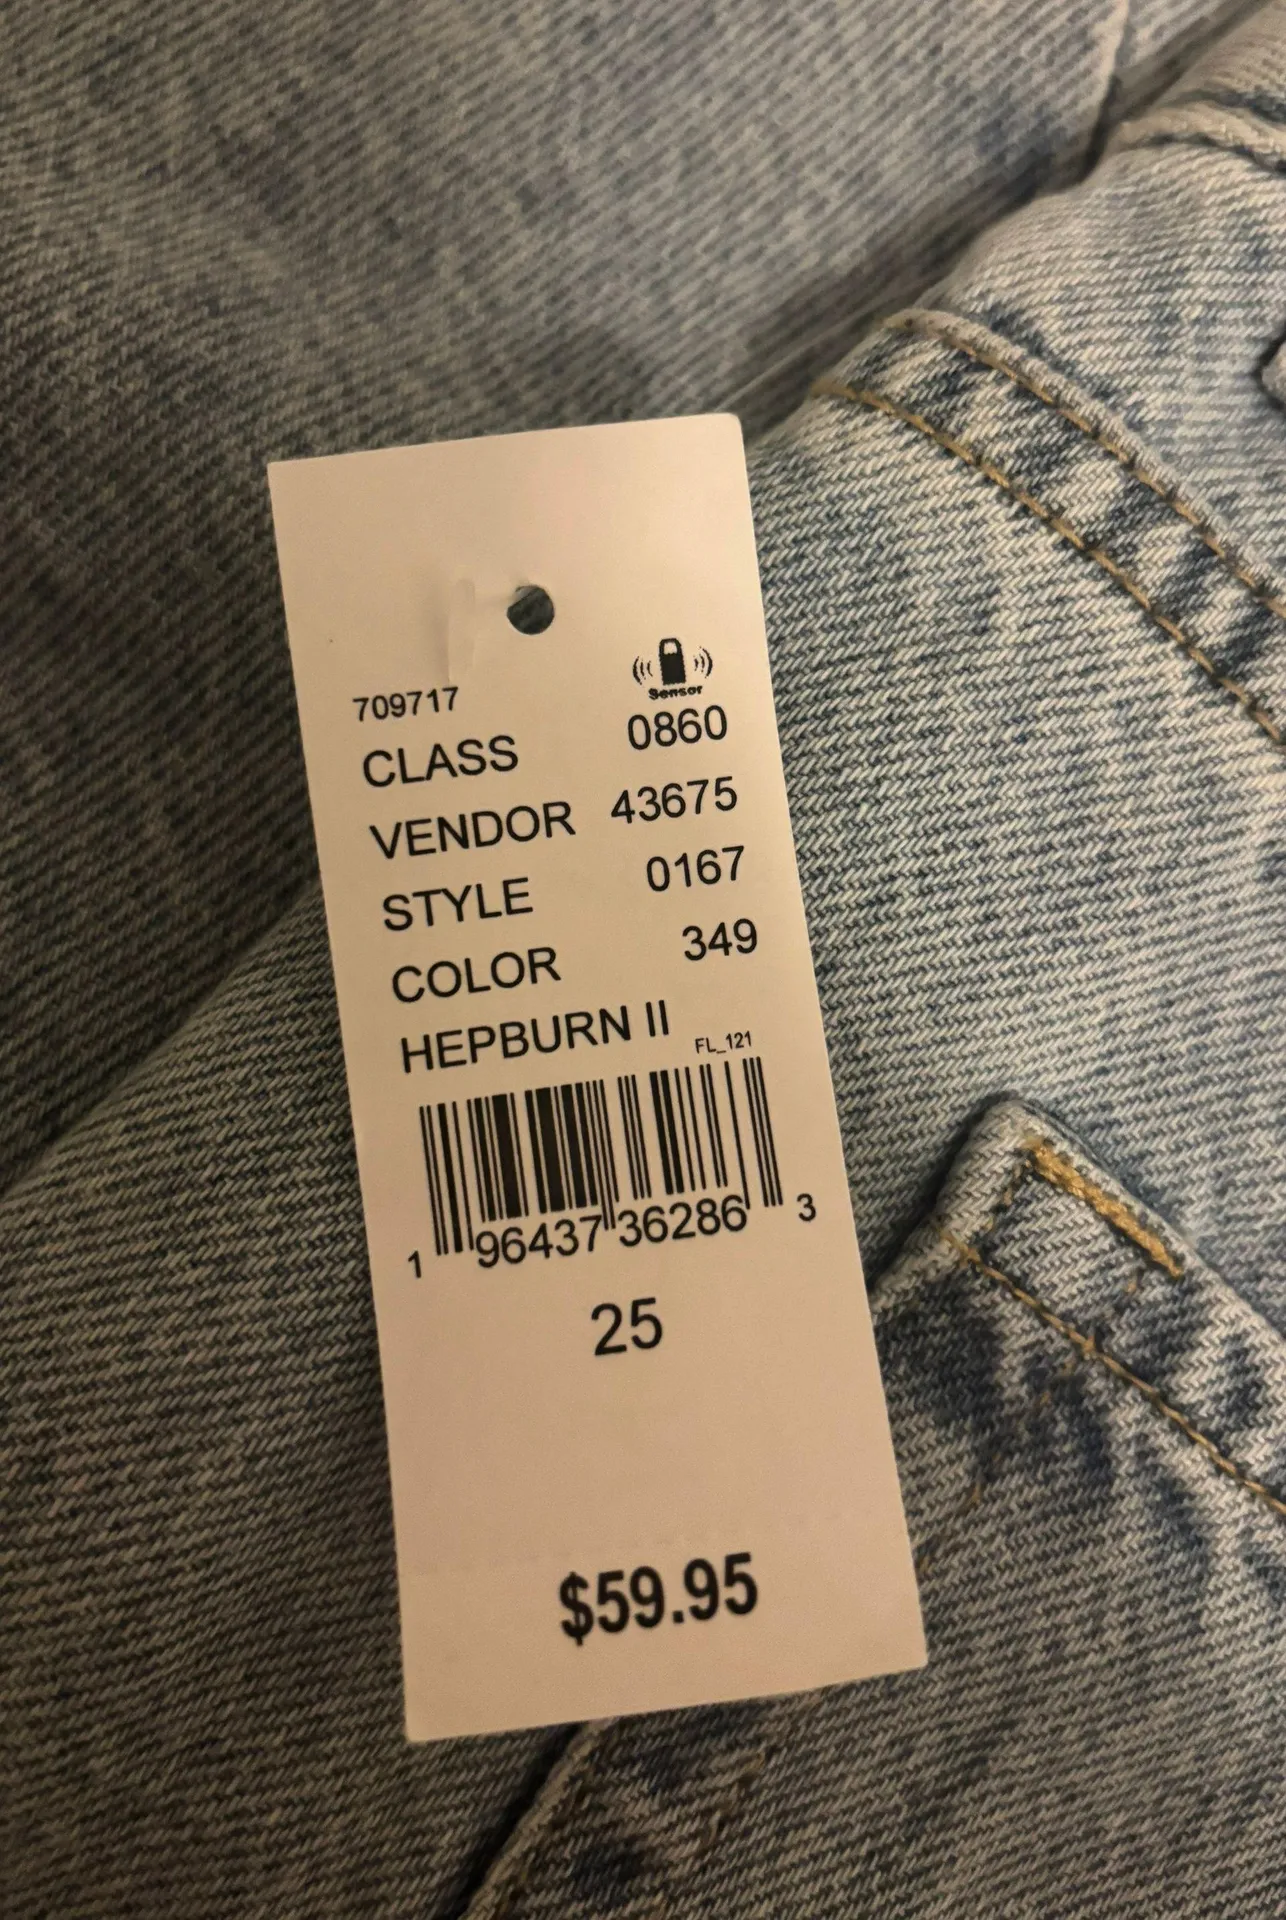 709717
Sensor
CLASS 0860
VENDOR 43675
STYLE 0167
COLOR 349
HEPBURN II
FL_121
1 96437 36286 3
25
$59.95